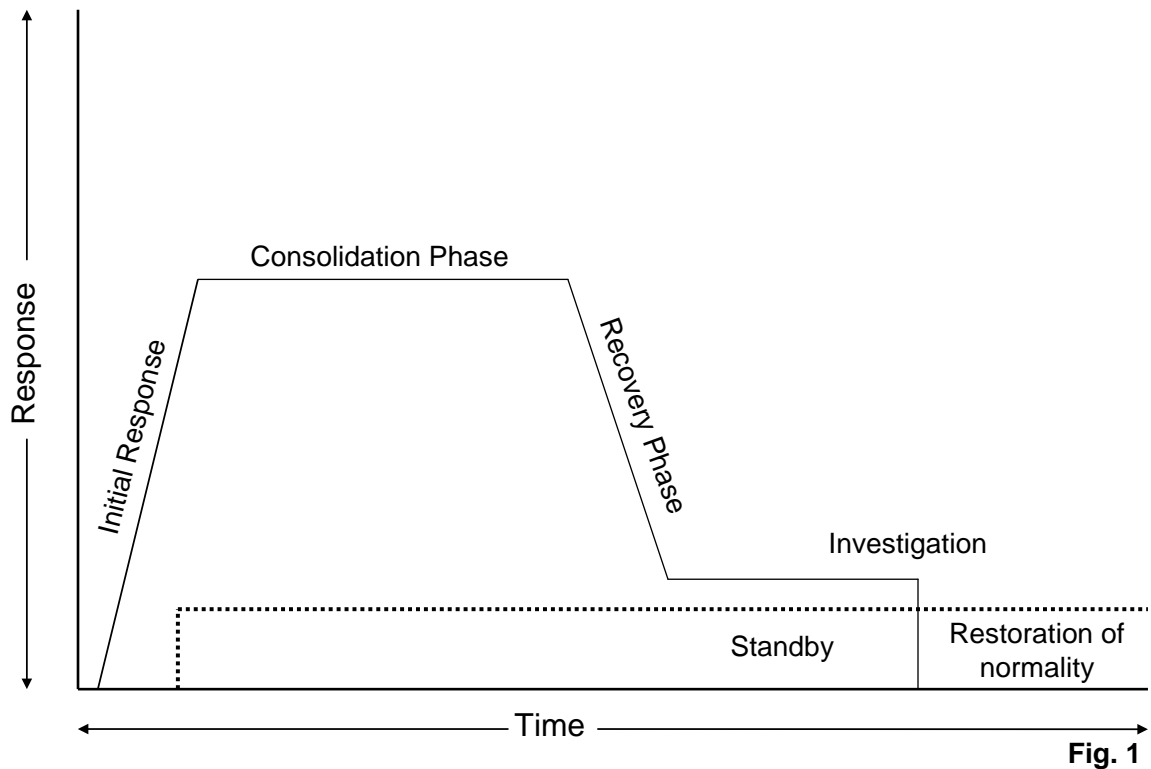 Consolidation Phase
Response
Initial Response
Recovery Phase
Investigation
Standby
Restoration of
normality
Time
Fig. 1